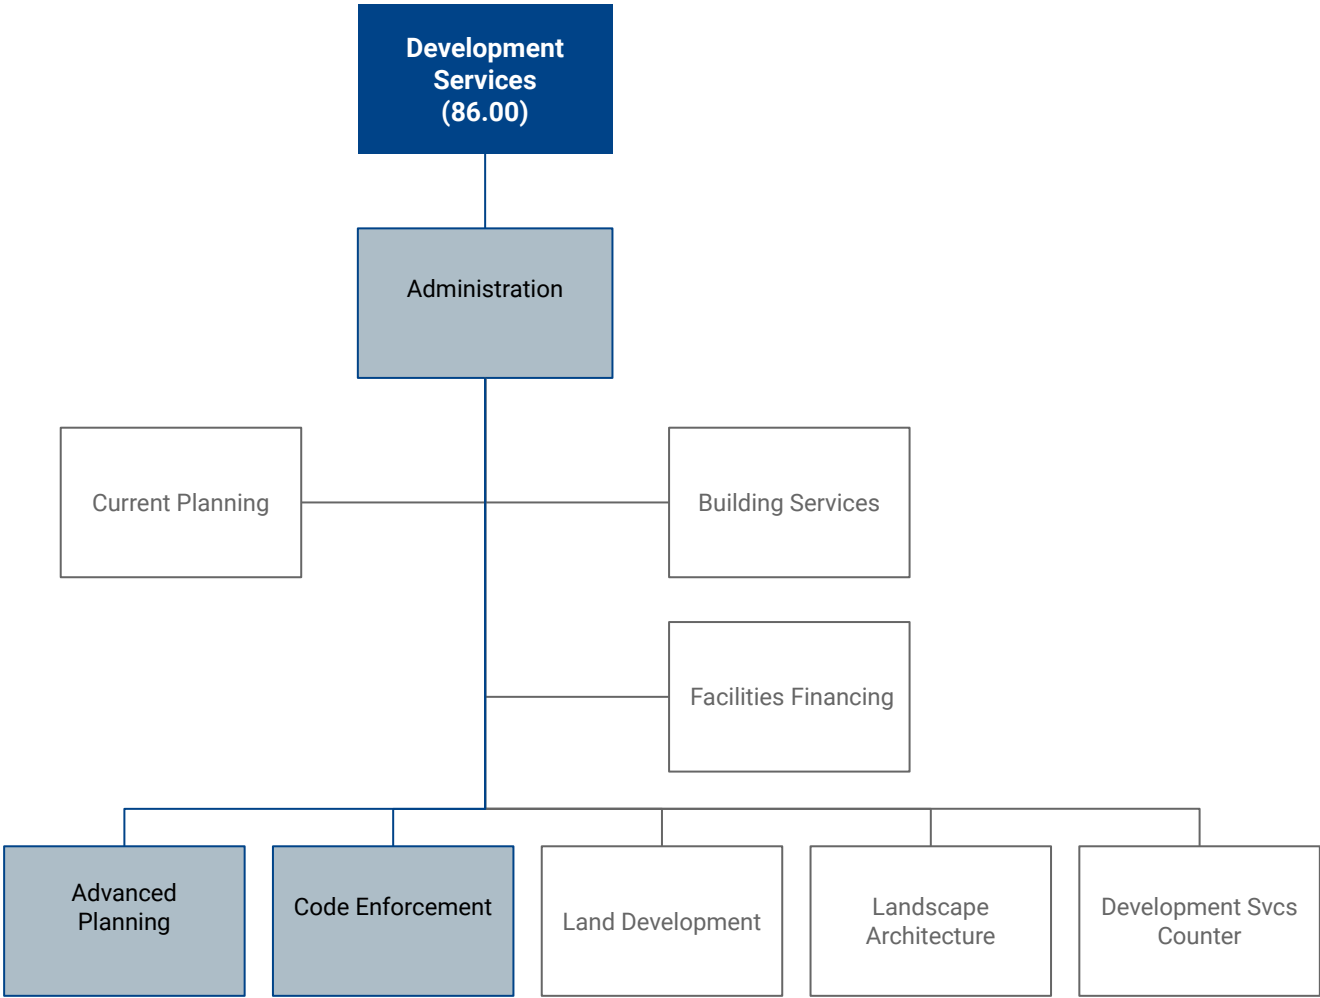 Development
Services
(86.00)
Administration
Current Planning
Building Services
Facilities Financing
Advanced
Planning
Code Enforcement
Land Development
Landscape
Architecture
Development Svcs
Counter